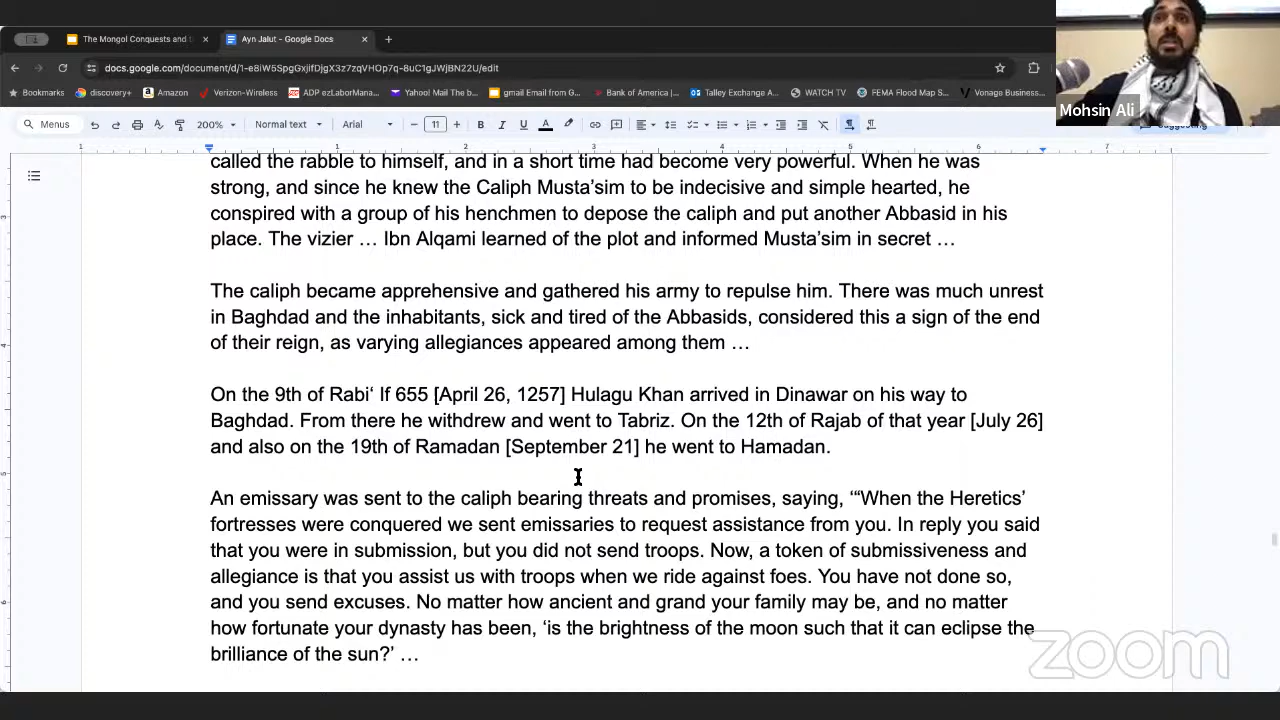 The Mongol Conquests and t
Ayn Jalut - Google Docs
docs.google.com/document/d/1-e8iW5SpgGxjifDjgX3z7zqVHOp7q-8uC1gJWjBN22U/edit
Bookmarks
discovery+
Amazon
Verizon-Wireless
ADP ezLaborMana...
Yahoo! Mail The b...
gmail Email from G...
Bank of America |...
Talley Exchange A...
WATCH TV
FEMA Flood Map S...
Vonage Business...
Mohsin Ali
Menus
200%
Normal text
Arial
11
called the rabble to himself, and in a short time had become very powerful. When he was
strong, and since he knew the Caliph Musta‘sim to be indecisive and simple hearted, he
conspired with a group of his henchmen to depose the caliph and put another Abbasid in his
place. The vizier … Ibn Alqami learned of the plot and informed Musta‘sim in secret …
The caliph became apprehensive and gathered his army to repulse him. There was much unrest
in Baghdad and the inhabitants, sick and tired of the Abbasids, considered this a sign of the end
of their reign, as varying allegiances appeared among them …
On the 9th of Rabi‘ If 655 [April 26, 1257] Hulagu Khan arrived in Dinawar on his way to
Baghdad. From there he withdrew and went to Tabriz. On the 12th of Rajab of that year [July 26]
and also on the 19th of Ramadan [September 21] he went to Hamadan.
An emissary was sent to the caliph bearing threats and promises, saying, ‘“When the Heretics’
fortresses were conquered we sent emissaries to request assistance from you. In reply you said
that you were in submission, but you did not send troops. Now, a token of submissiveness and
allegiance is that you assist us with troops when we ride against foes. You have not done so,
and you send excuses. No matter how ancient and grand your family may be, and no matter
how fortunate your dynasty has been, ‘is the brightness of the moon such that it can eclipse the
brilliance of the sun?’ …
zoom